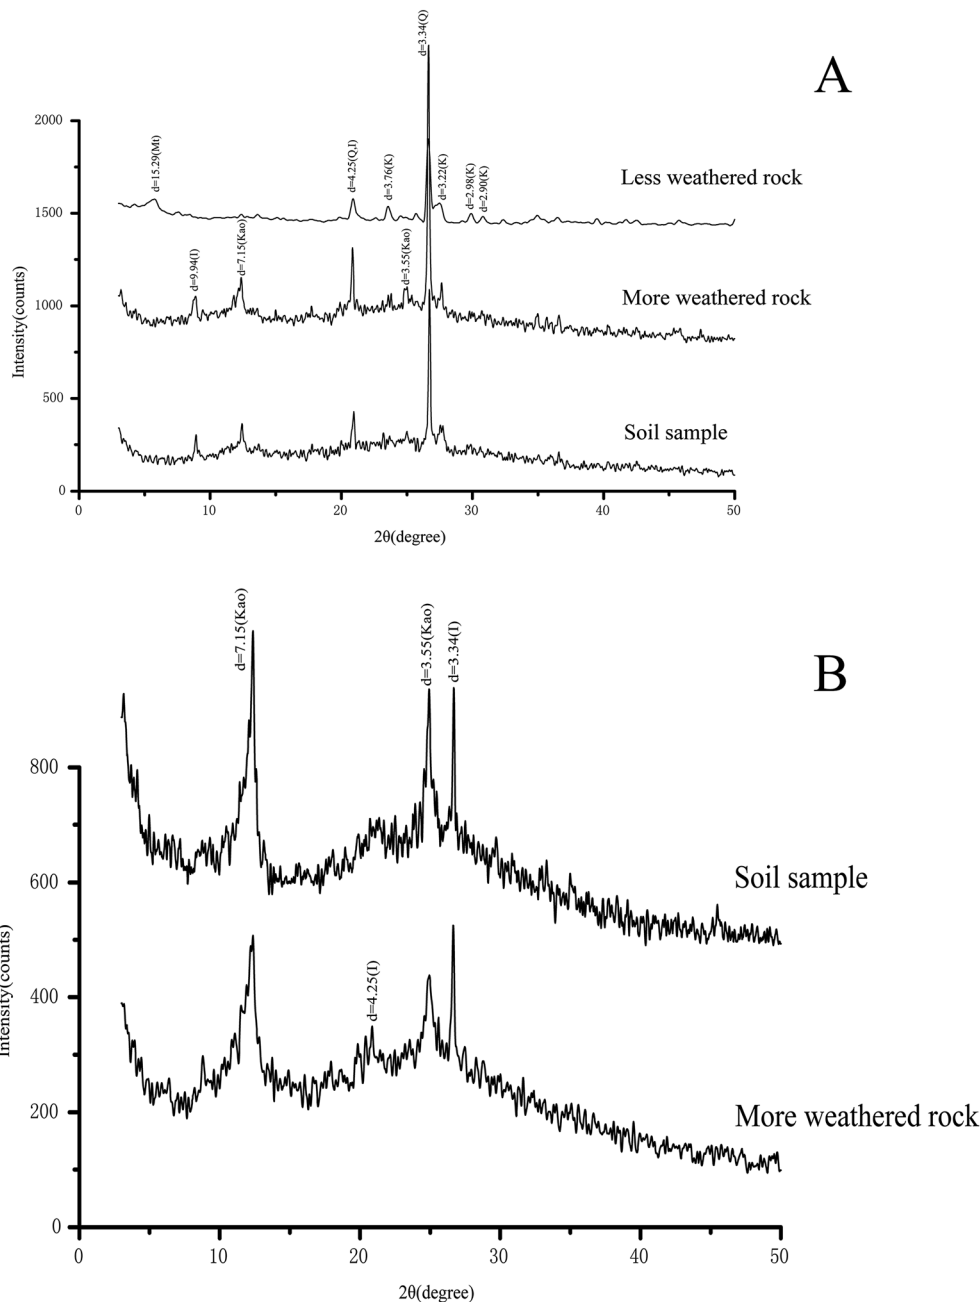 A
d=3.34(Q)
2000
d=15.29(Mt)
d=4.25(Q,I)
d=3.76(K)
d=3.22(K)
d=2.98(K)
d=2.90(K)
Less weathered rock
1500
d=9.94(I)
d=7.15(Kao)
d=3.55(Kao)
More weathered rock
1000
Intensity(counts)
500
Soil sample
0
0 10 20 30 40 50
2θ(degree)
B
d=7.15(Kao)
d=3.55(Kao)
d=3.34(I)
800
Soil sample
600
Intensity(counts)
d=4.25(I)
400
More weathered rock
200
0
0 10 20 30 40 50
2θ(degree)